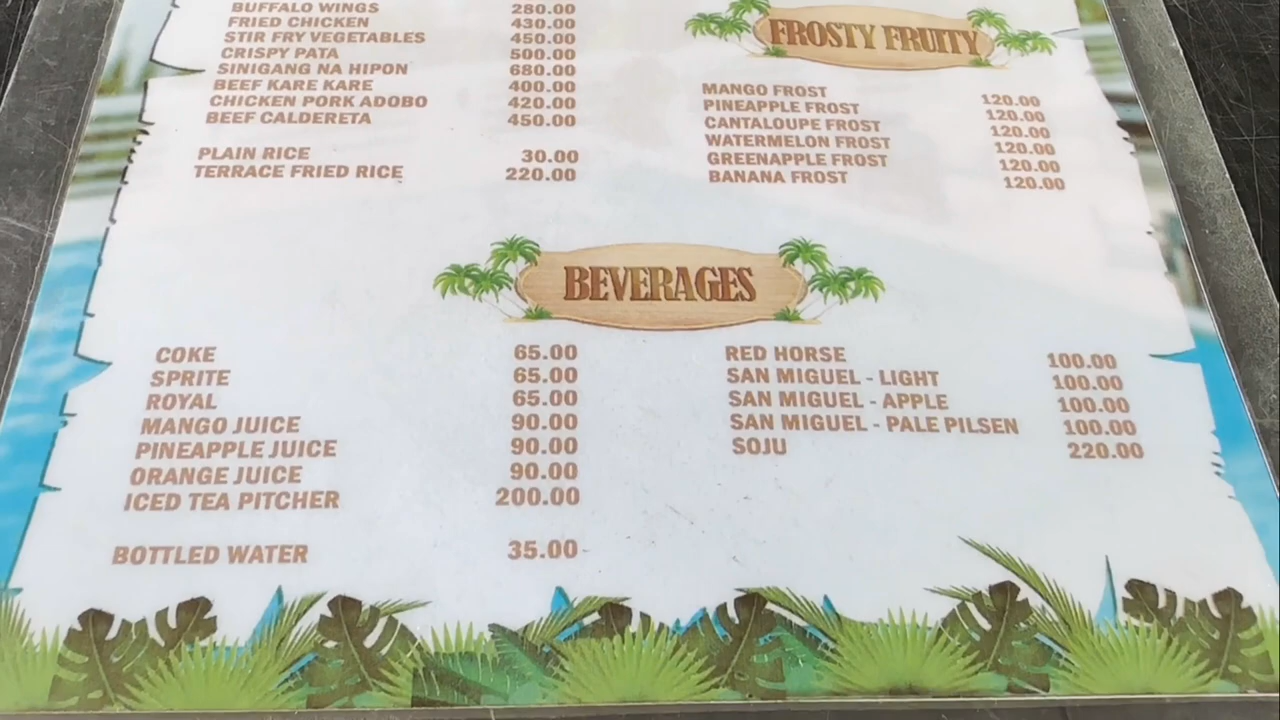 BUFFALO WINGS 280.00
FRIED CHICKEN 430.00
STIR FRY VEGETABLES 450.00
CRISPY PATA 500.00
SINIGANG NA HIPON 680.00
BEEF KARE KARE 400.00
CHICKEN PORK ADOBO 420.00
BEEF CALDERETA 450.00
PLAIN RICE 30.00
TERRACE FRIED RICE 220.00
FROSTY FRUITY
MANGO FROST 120.00
PINEAPPLE FROST 120.00
CANTALOUPE FROST 120.00
WATERMELON FROST 120.00
GREENAPPLE FROST 120.00
BANANA FROST 120.00
BEVERAGES
COKE 65.00
SPRITE 65.00
ROYAL 65.00
MANGO JUICE 90.00
PINEAPPLE JUICE 90.00
ORANGE JUICE 90.00
ICED TEA PITCHER 200.00
BOTTLED WATER 35.00
RED HORSE 100.00
SAN MIGUEL - LIGHT 100.00
SAN MIGUEL - APPLE 100.00
SAN MIGUEL - PALE PILSEN 100.00
SOJU 220.00